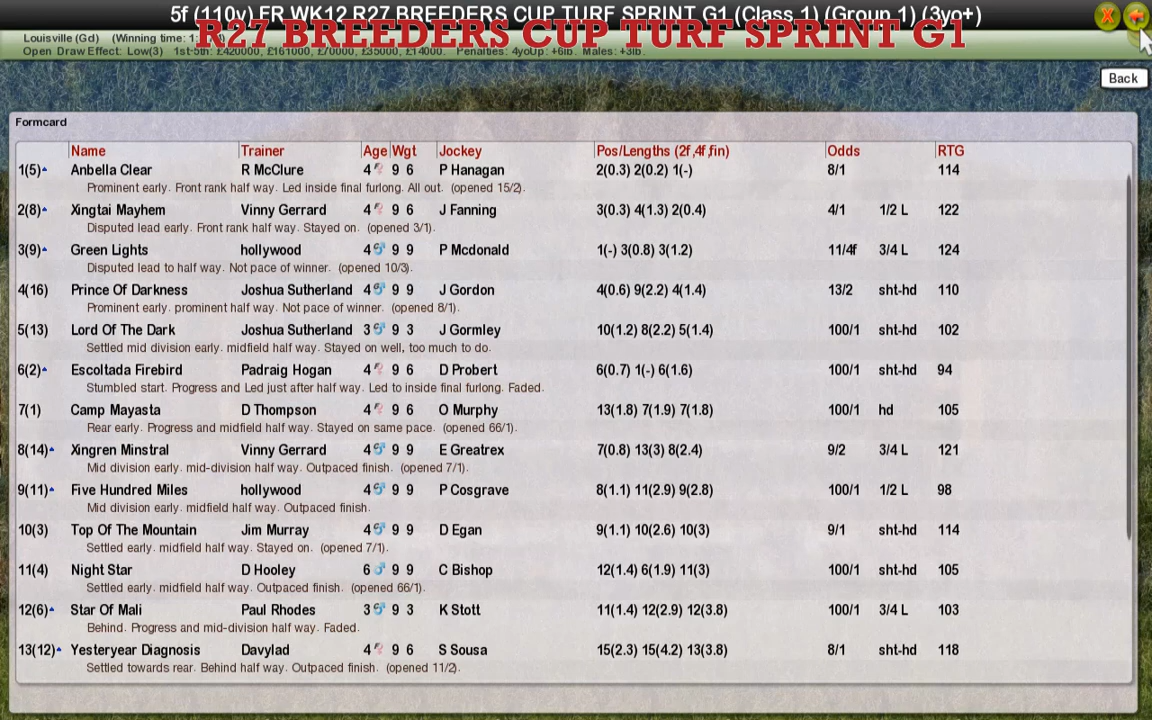 5f (110y) FR WK12 R27 BREEDERS CUP TURF SPRINT G1 (Class 1) (Group 1) (3yo+)
R27 BREEDERS CUP TURF SPRINT G1
Louisville (Gd) (Winning time: 1:
Open Draw Effect: Low(3) 1st-5th: £420000, £161000, £70000, £35000, £14000. Penalties: 4yoUp: +6lb. Males: +3lb.
Back
Formcard
Name Trainer Age Wgt Jockey Pos/Lengths (2f,4f,fin) Odds RTG
1(5) Anbella Clear R McClure 4 9 6 P Hanagan 2(0.3) 2(0.2) 1(-) 8/1 114
Prominent early. Front rank half way. Led inside final furlong. All out. (opened 15/2).
2(8) Xingtai Mayhem Vinny Gerrard 4 9 6 J Fanning 3(0.3) 4(1.3) 2(0.4) 4/1 1/2 L 122
Disputed lead early. Front rank half way. Stayed on. (opened 3/1).
3(9) Green Lights hollywood 4 9 9 P Mcdonald 1(-) 3(0.8) 3(1.2) 11/4f 3/4 L 124
Disputed lead to half way. Not pace of winner. (opened 10/3).
4(16) Prince Of Darkness Joshua Sutherland 4 9 9 J Gordon 4(0.6) 9(2.2) 4(1.4) 13/2 sht-hd 110
Prominent early. prominent half way. Not pace of winner. (opened 8/1).
5(13) Lord Of The Dark Joshua Sutherland 3 9 3 J Gormley 10(1.2) 8(2.2) 5(1.4) 100/1 sht-hd 102
Settled mid division early. midfield half way. Stayed on well, too much to do.
6(2) Escoltada Firebird Padraig Hogan 4 9 6 D Probert 6(0.7) 1(-) 6(1.6) 100/1 sht-hd 94
Stumbled start. Progress and Led just after half way. Led to inside final furlong. Faded.
7(1) Camp Mayasta D Thompson 4 9 6 O Murphy 13(1.8) 7(1.9) 7(1.8) 100/1 hd 105
Rear early. Progress and midfield half way. Stayed on same pace. (opened 66/1).
8(14) Xingren Minstral Vinny Gerrard 4 9 9 E Greatrex 7(0.8) 13(3) 8(2.4) 9/2 3/4 L 121
Mid division early. mid-division half way. Outpaced finish. (opened 7/1).
9(11) Five Hundred Miles hollywood 4 9 9 P Cosgrave 8(1.1) 11(2.9) 9(2.8) 100/1 1/2 L 98
Mid division early. midfield half way. Outpaced finish.
10(3) Top Of The Mountain Jim Murray 4 9 9 D Egan 9(1.1) 10(2.6) 10(3) 9/1 sht-hd 114
Settled early. midfield half way. Stayed on. (opened 7/1).
11(4) Night Star D Hooley 6 9 9 C Bishop 12(1.4) 6(1.9) 11(3) 100/1 sht-hd 105
Settled early. midfield half way. Outpaced finish. (opened 66/1).
12(6) Star Of Mali Paul Rhodes 3 9 3 K Stott 11(1.4) 12(2.9) 12(3.8) 100/1 3/4 L 103
Behind. Progress and mid-division half way. Faded.
13(12) Yesteryear Diagnosis Davylad 4 9 6 S Sousa 15(2.3) 15(4.2) 13(3.8) 8/1 sht-hd 118
Settled towards rear. Behind half way. Outpaced finish. (opened 11/2).